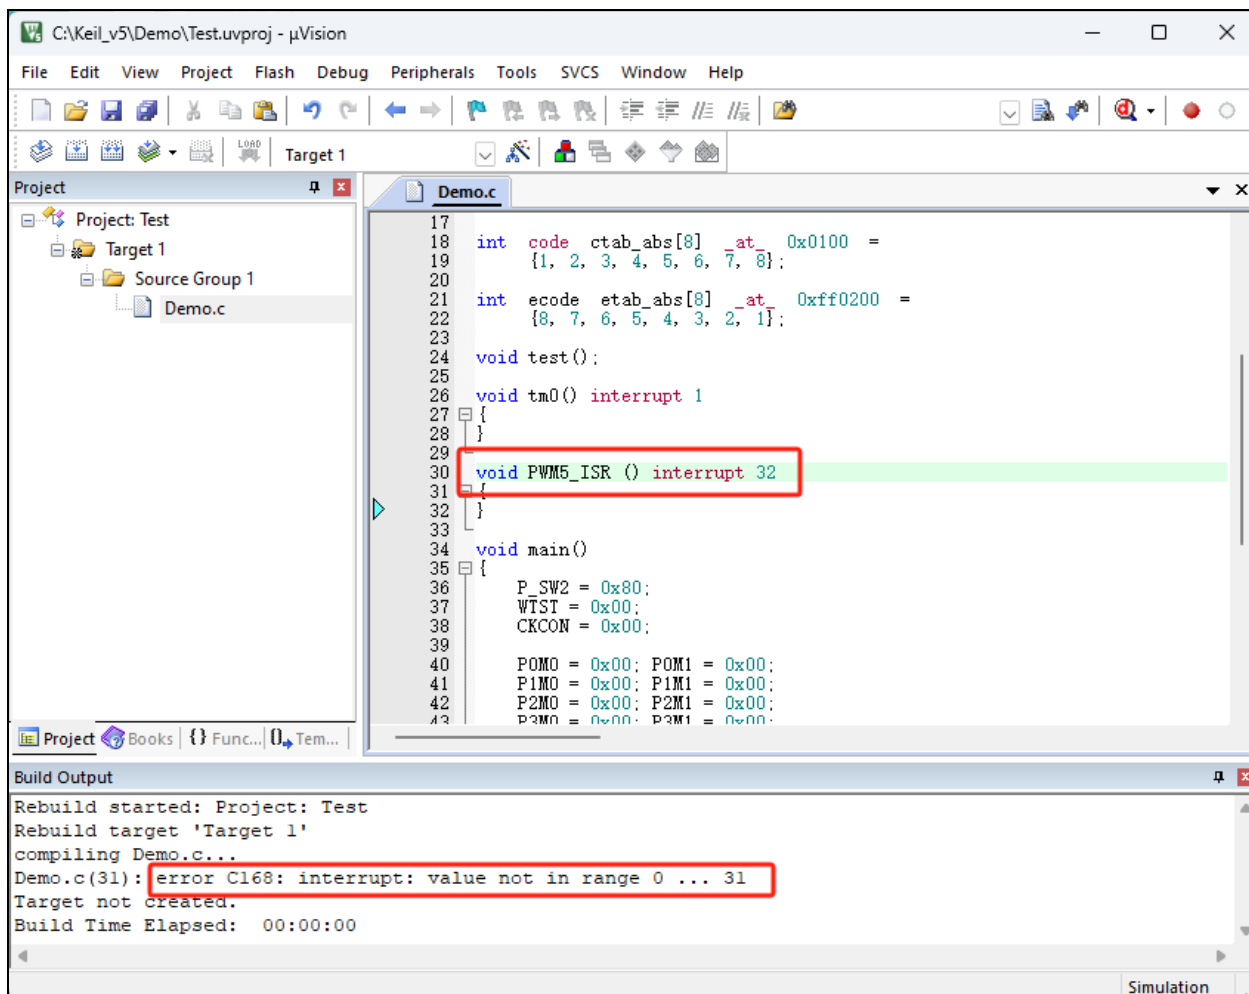 C:\Keil_v5\Demo\Test.uvproj - µVision
File Edit View Project Flash Debug Peripherals Tools SVCS Window Help
LOAD
Target 1
Project
Project: Test
Target 1
Source Group 1
Demo.c
Project Books {} Func... Tem...
Demo.c
17
18 int code ctab_abs[8] _at_ 0x0100 =
19 {1, 2, 3, 4, 5, 6, 7, 8};
20
21 int ecode etab_abs[8] _at_ 0xff0200 =
22 {8, 7, 6, 5, 4, 3, 2, 1};
23
24 void test();
25
26 void tm0() interrupt 1
27 {
28 }
29
30 void PWM5_ISR () interrupt 32
31 {
32 }
33
34 void main()
35 {
36 P_SW2 = 0x80;
37 WTST = 0x00;
38 CKCON = 0x00;
39
40 P0M0 = 0x00; P0M1 = 0x00;
41 P1M0 = 0x00; P1M1 = 0x00;
42 P2M0 = 0x00; P2M1 = 0x00;
43 P3M0 = 0x00; P3M1 = 0x00;
Build Output
Rebuild started: Project: Test
Rebuild target 'Target 1'
compiling Demo.c...
Demo.c(31): error C168: interrupt: value not in range 0 ... 31
Target not created.
Build Time Elapsed: 00:00:00
Simulation